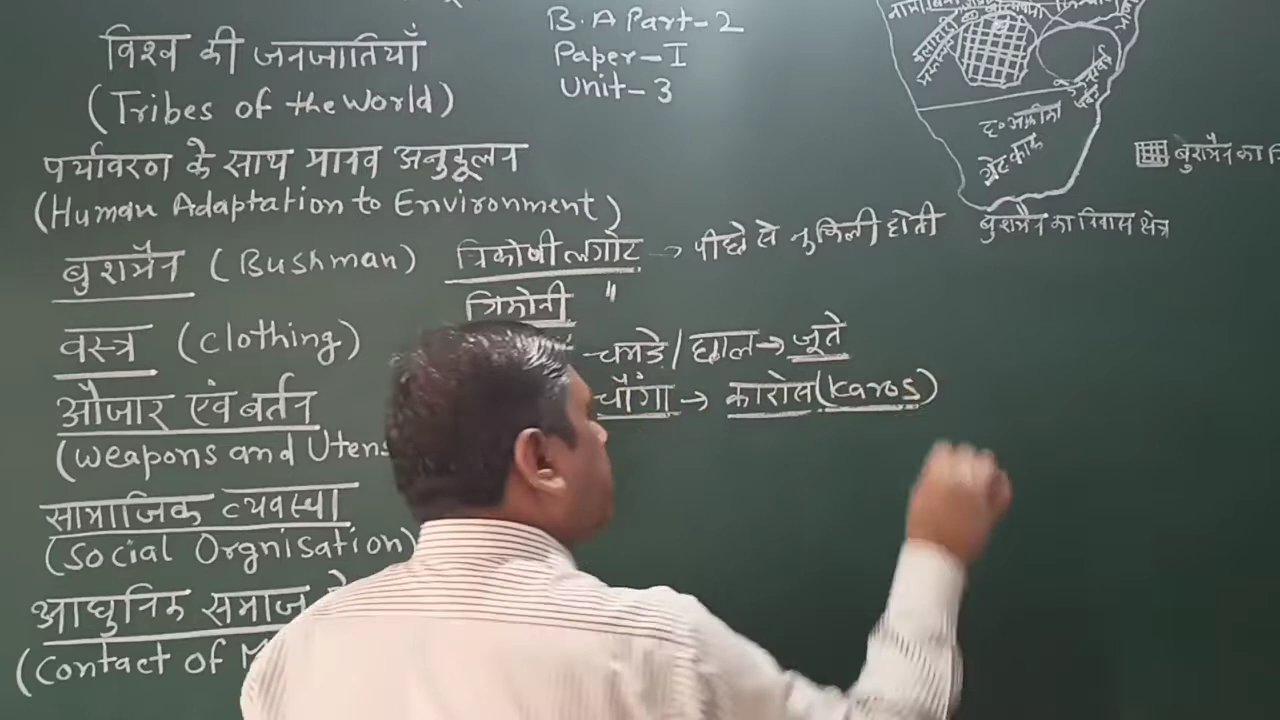 विश्व की जनजातियाँ
(Tribes of the World)
B.A Part-2
Paper-I
Unit-3
पर्यावरण के साथ मानव अनुकूलन
(Human Adaptation to Environment)
बुशमैन (Bushman)
त्रिकोणी लगोट → पीछे से नुकिली होती
त्रिकोनी "
वस्त्र (clothing)
चमड़े/छाल → जूते
चौंगा → कारोस (Karos)
औजार एवं बर्तन
(Weapons and Utens
सामाजिक व्यवस्था
(Social Orgnisation)
आधुनिक समाज
(Contact of M
द० अफ्रीका
ग्रेट कारू
बुशमैन का नि
बुशमैन का निवास क्षेत्र